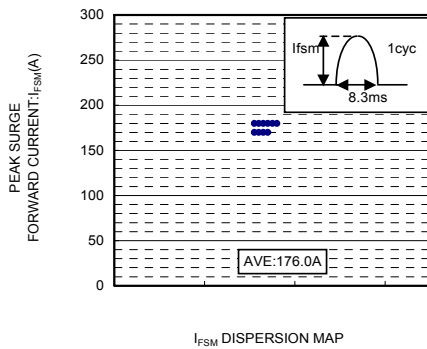 PEAK SURGE
FORWARD CURRENT:IFSM(A)
300
250
200
150
100
50
0
Ifsm
1cyc
8.3ms
AVE:176.0A
IFSM DISPERSION MAP